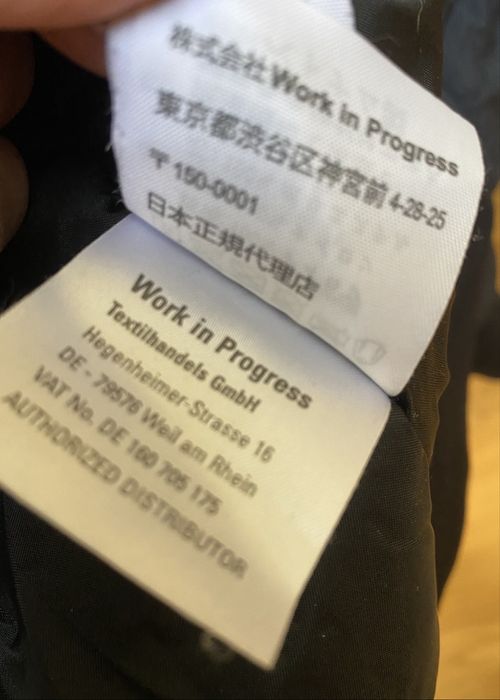 株式会社Work in Progress
東京都渋谷区神宮前 4-28-25
〒150-0001
日本正規代理店
Work in Progress
Textilhandels GmbH
Hegenheimer-Strasse 16
DE - 79576 Weil am Rhein
VAT No. DE 160 705 175
AUTHORIZED DISTRIBUTOR